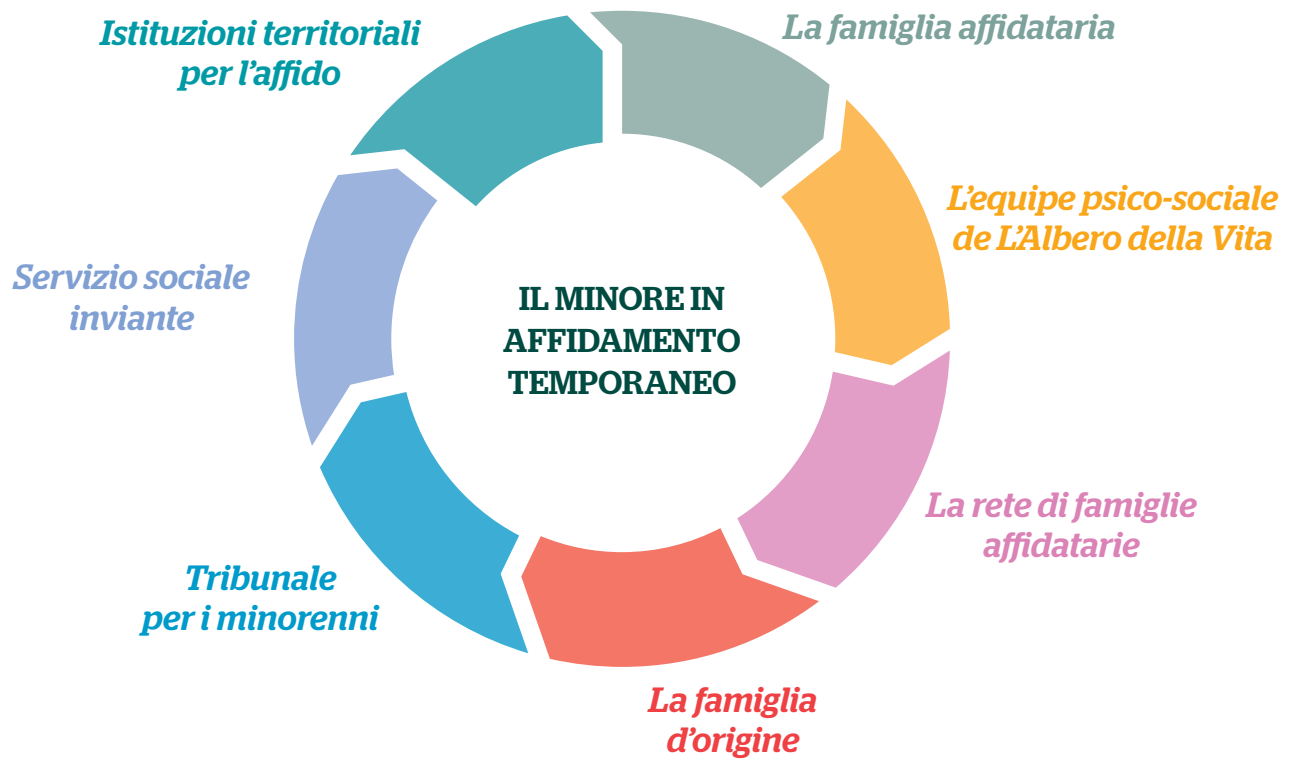 Istituzioni territoriali
per l'affido
La famiglia affidataria
L'equipe psico-sociale
de L'Albero della Vita
Servizio sociale
inviante
IL MINORE IN
AFFIDAMENTO
TEMPORANEO
La rete di famiglie
affidatarie
Tribunale
per i minorenni
La famiglia
d'origine